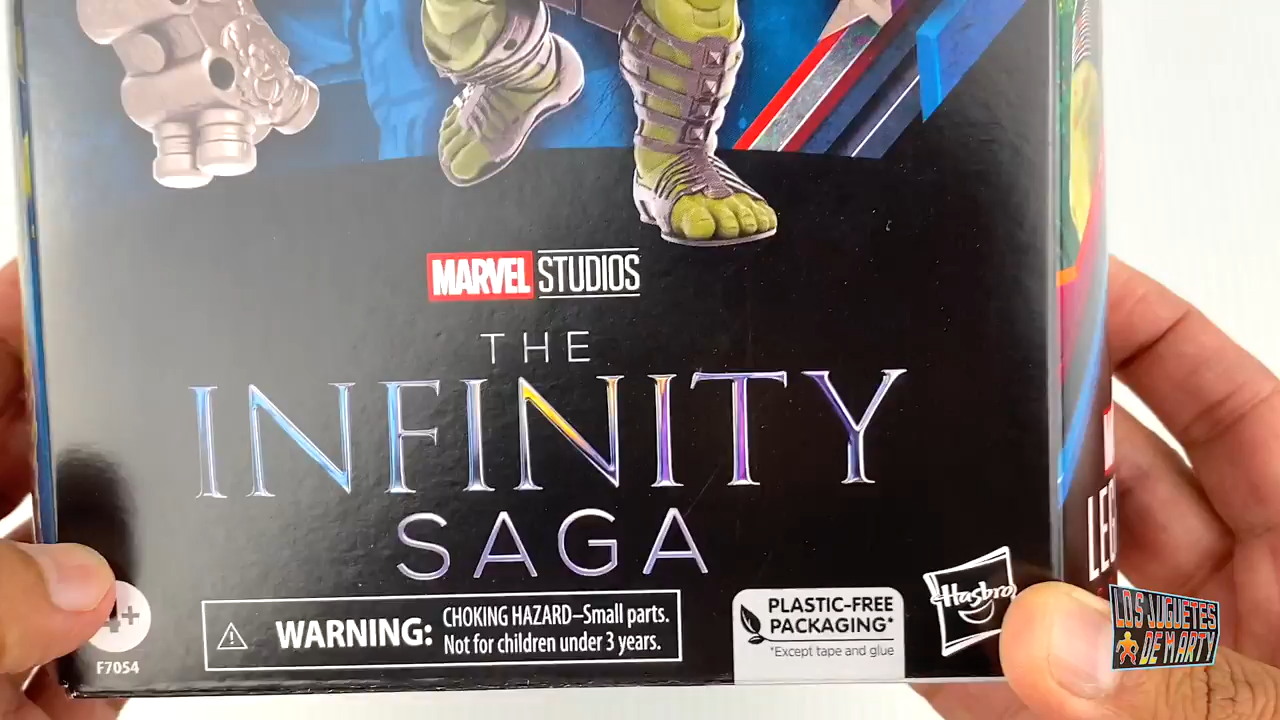 MARVEL STUDIOS
THE
INFINITY
SAGA
4+
F7054
WARNING:
CHOKING HAZARD–Small parts.
Not for children under 3 years.
PLASTIC-FREE
PACKAGING*
*Except tape and glue
Hasbro
LOS JUGUETES
DE MARTY